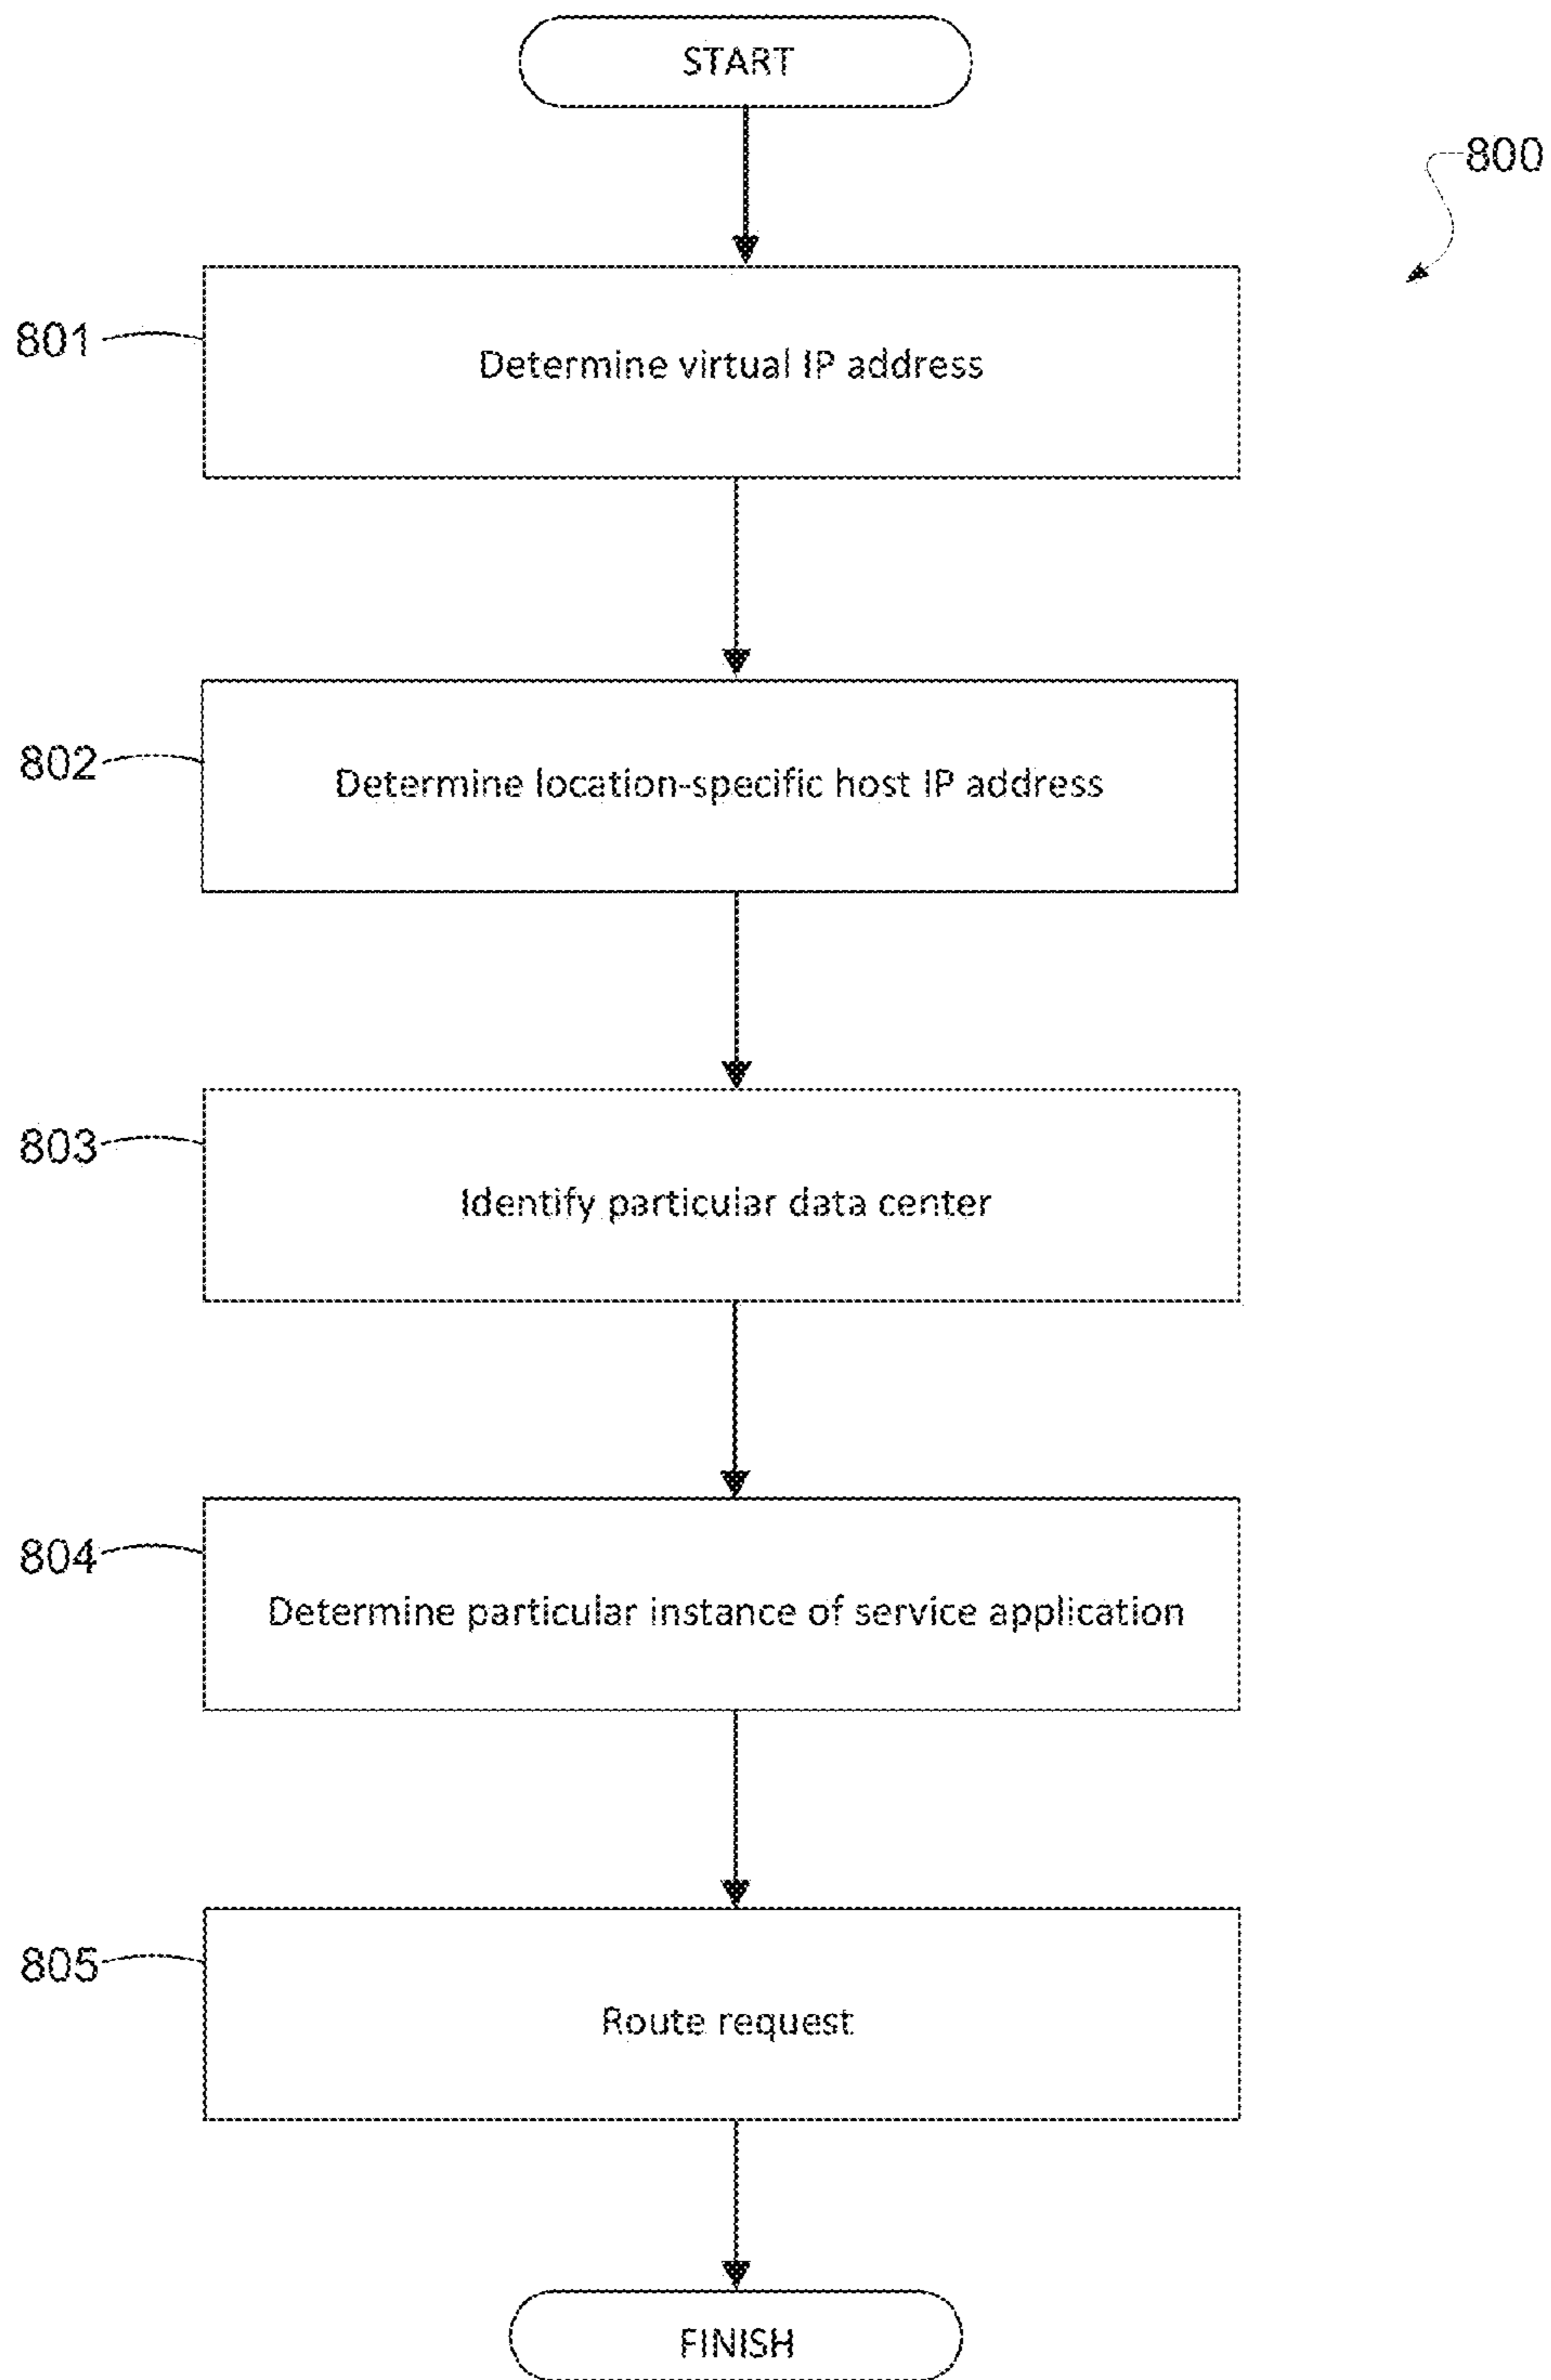 START
800
801
Determine virtual IP address
802
Determine location-specific host IP address
803
Identify particular data center
804
Determine particular instance of service application
805
Route request
FINISH